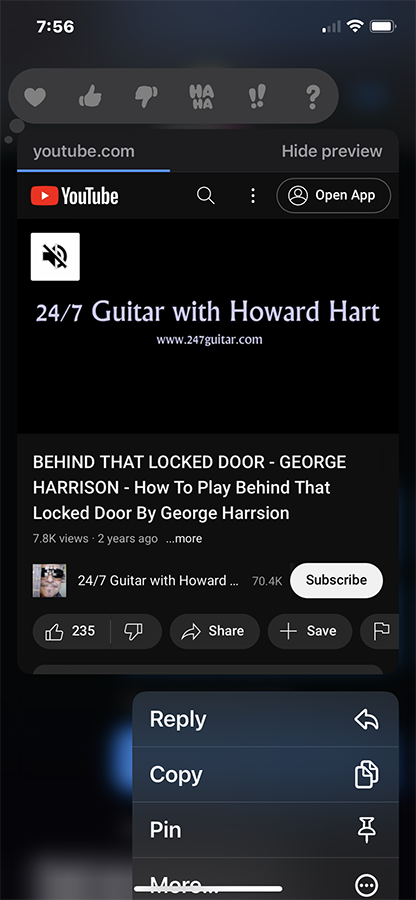 7:56
HA
HA
!!
?
youtube.com
Hide preview
YouTube
Open App
24/7 Guitar with Howard Hart
www.247guitar.com
BEHIND THAT LOCKED DOOR - GEORGE
HARRISON - How To Play Behind That
Locked Door By George Harrsion
7.8K views · 2 years ago ...more
24/7 Guitar with Howard ... 70.4K Subscribe
235 Share Save
Reply
Copy
Pin
More...